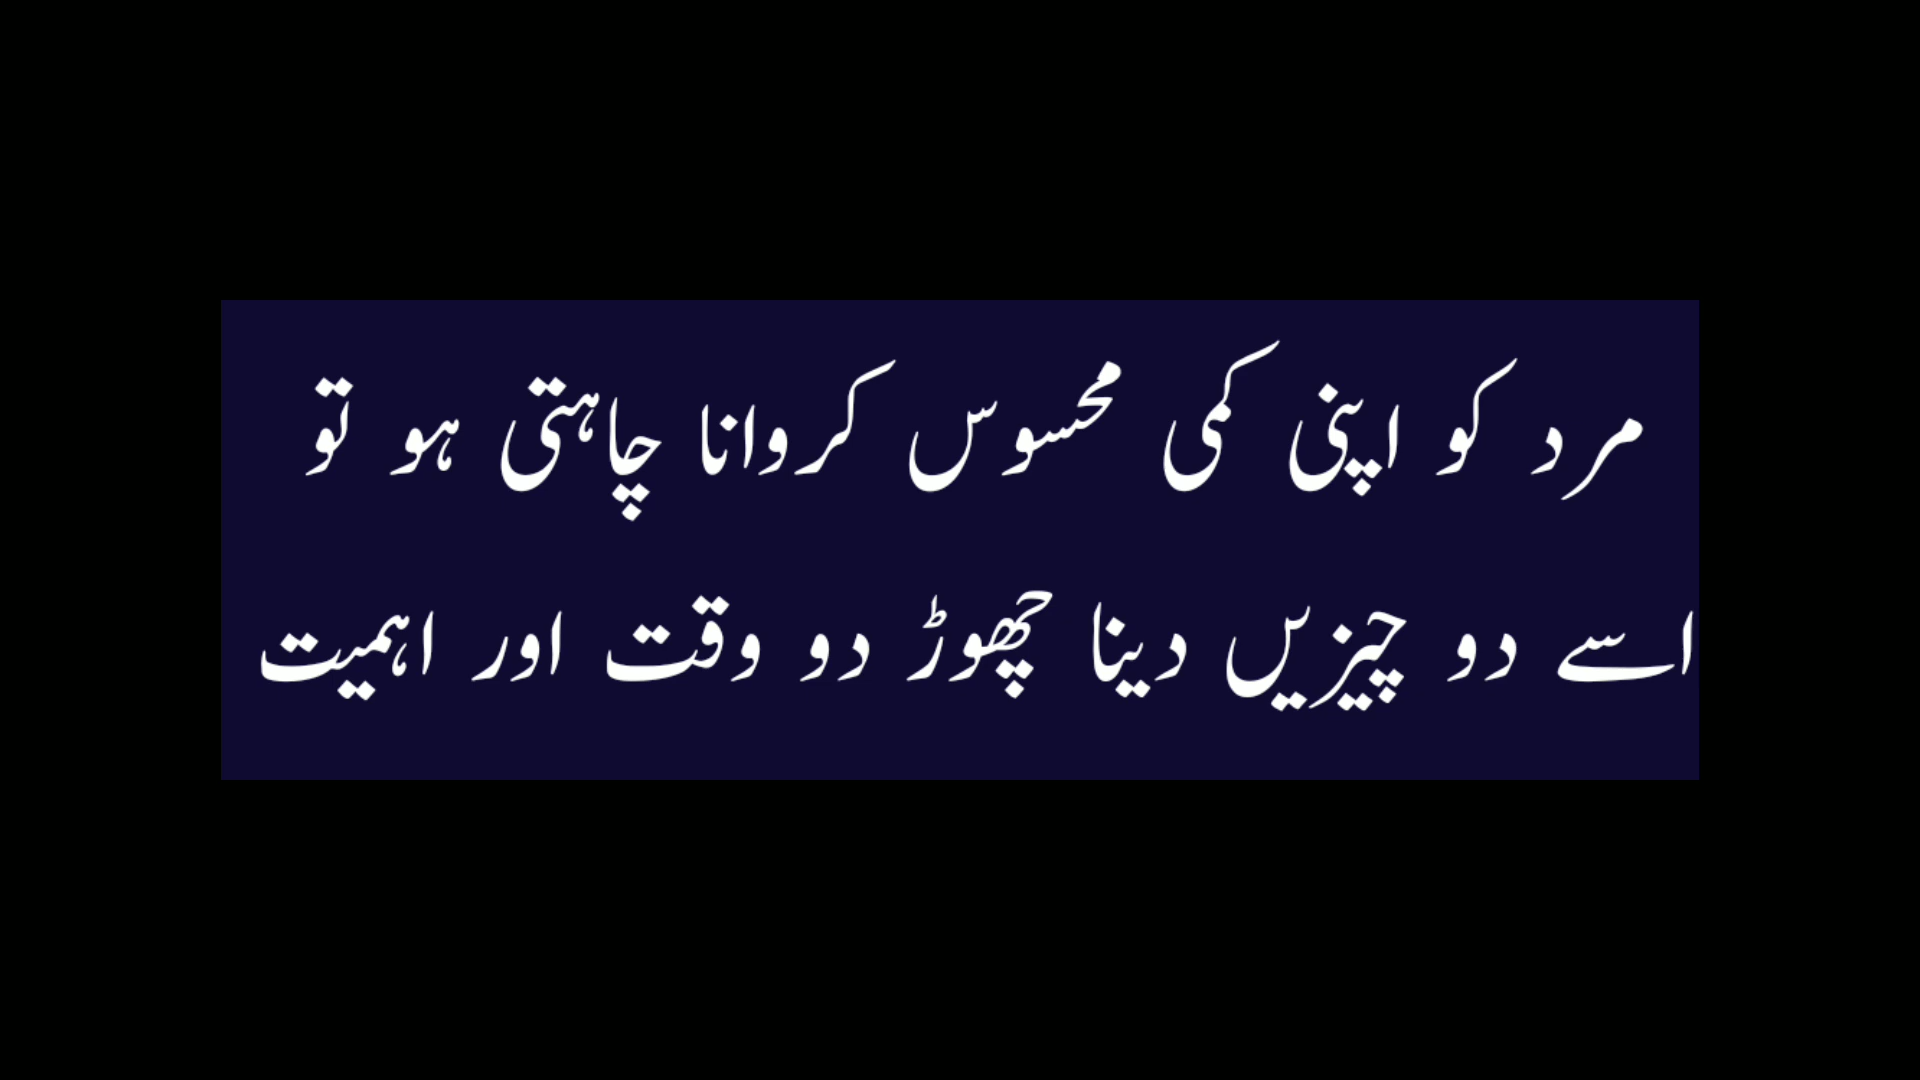 مرد کو اپنی کمی محسوس کروانا چاہتی ہو تو
اسے دو چیزیں دینا چھوڑ دو وقت اور اہمیت